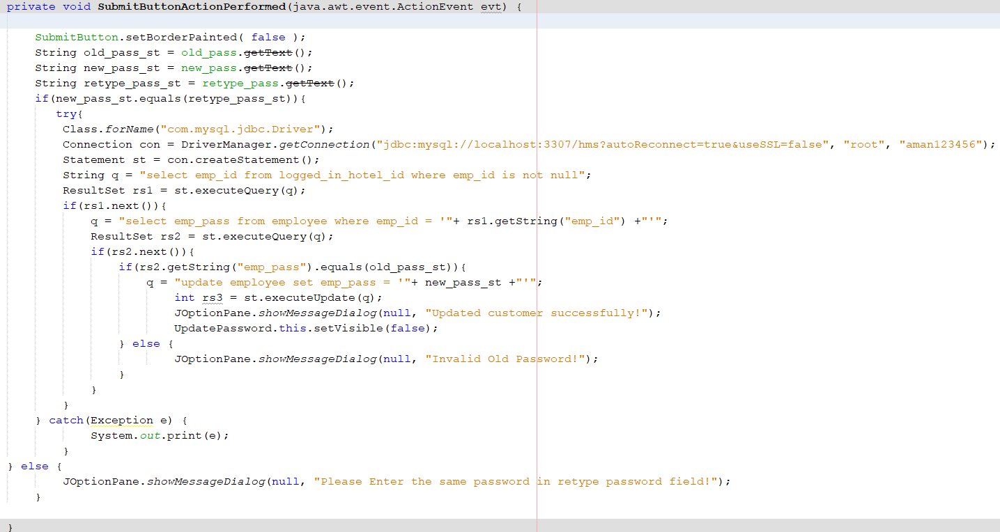 private void SubmitButtonActionPerformed(java.awt.event.ActionEvent evt) {
SubmitButton.setBorderPainted( false );
String old_pass_st = old_pass.getText();
String new_pass_st = new_pass.getText();
String retype_pass_st = retype_pass.getText();
if(new_pass_st.equals(retype_pass_st)){
try{
Class.forName("com.mysql.jdbc.Driver");
Connection con = DriverManager.getConnection("jdbc:mysql://localhost:3307/hms?autoReconnect=true&useSSL=false", "root", "aman123456");
Statement st = con.createStatement();
String q = "select emp_id from logged_in_hotel_id where emp_id is not null";
ResultSet rs1 = st.executeQuery(q);
if(rs1.next()){
q = "select emp_pass from employee where emp_id = '"+ rs1.getString("emp_id") +"'";
ResultSet rs2 = st.executeQuery(q);
if(rs2.next()){
if(rs2.getString("emp_pass").equals(old_pass_st)){
q = "update employee set emp_pass = '"+ new_pass_st +"'";
int rs3 = st.executeUpdate(q);
JOptionPane.showMessageDialog(null, "Updated customer successfully!");
UpdatePassword.this.setVisible(false);
} else {
JOptionPane.showMessageDialog(null, "Invalid Old Password!");
}
}
}
} catch(Exception e) {
System.out.print(e);
}
} else {
JOptionPane.showMessageDialog(null, "Please Enter the same password in retype password field!");
}
}